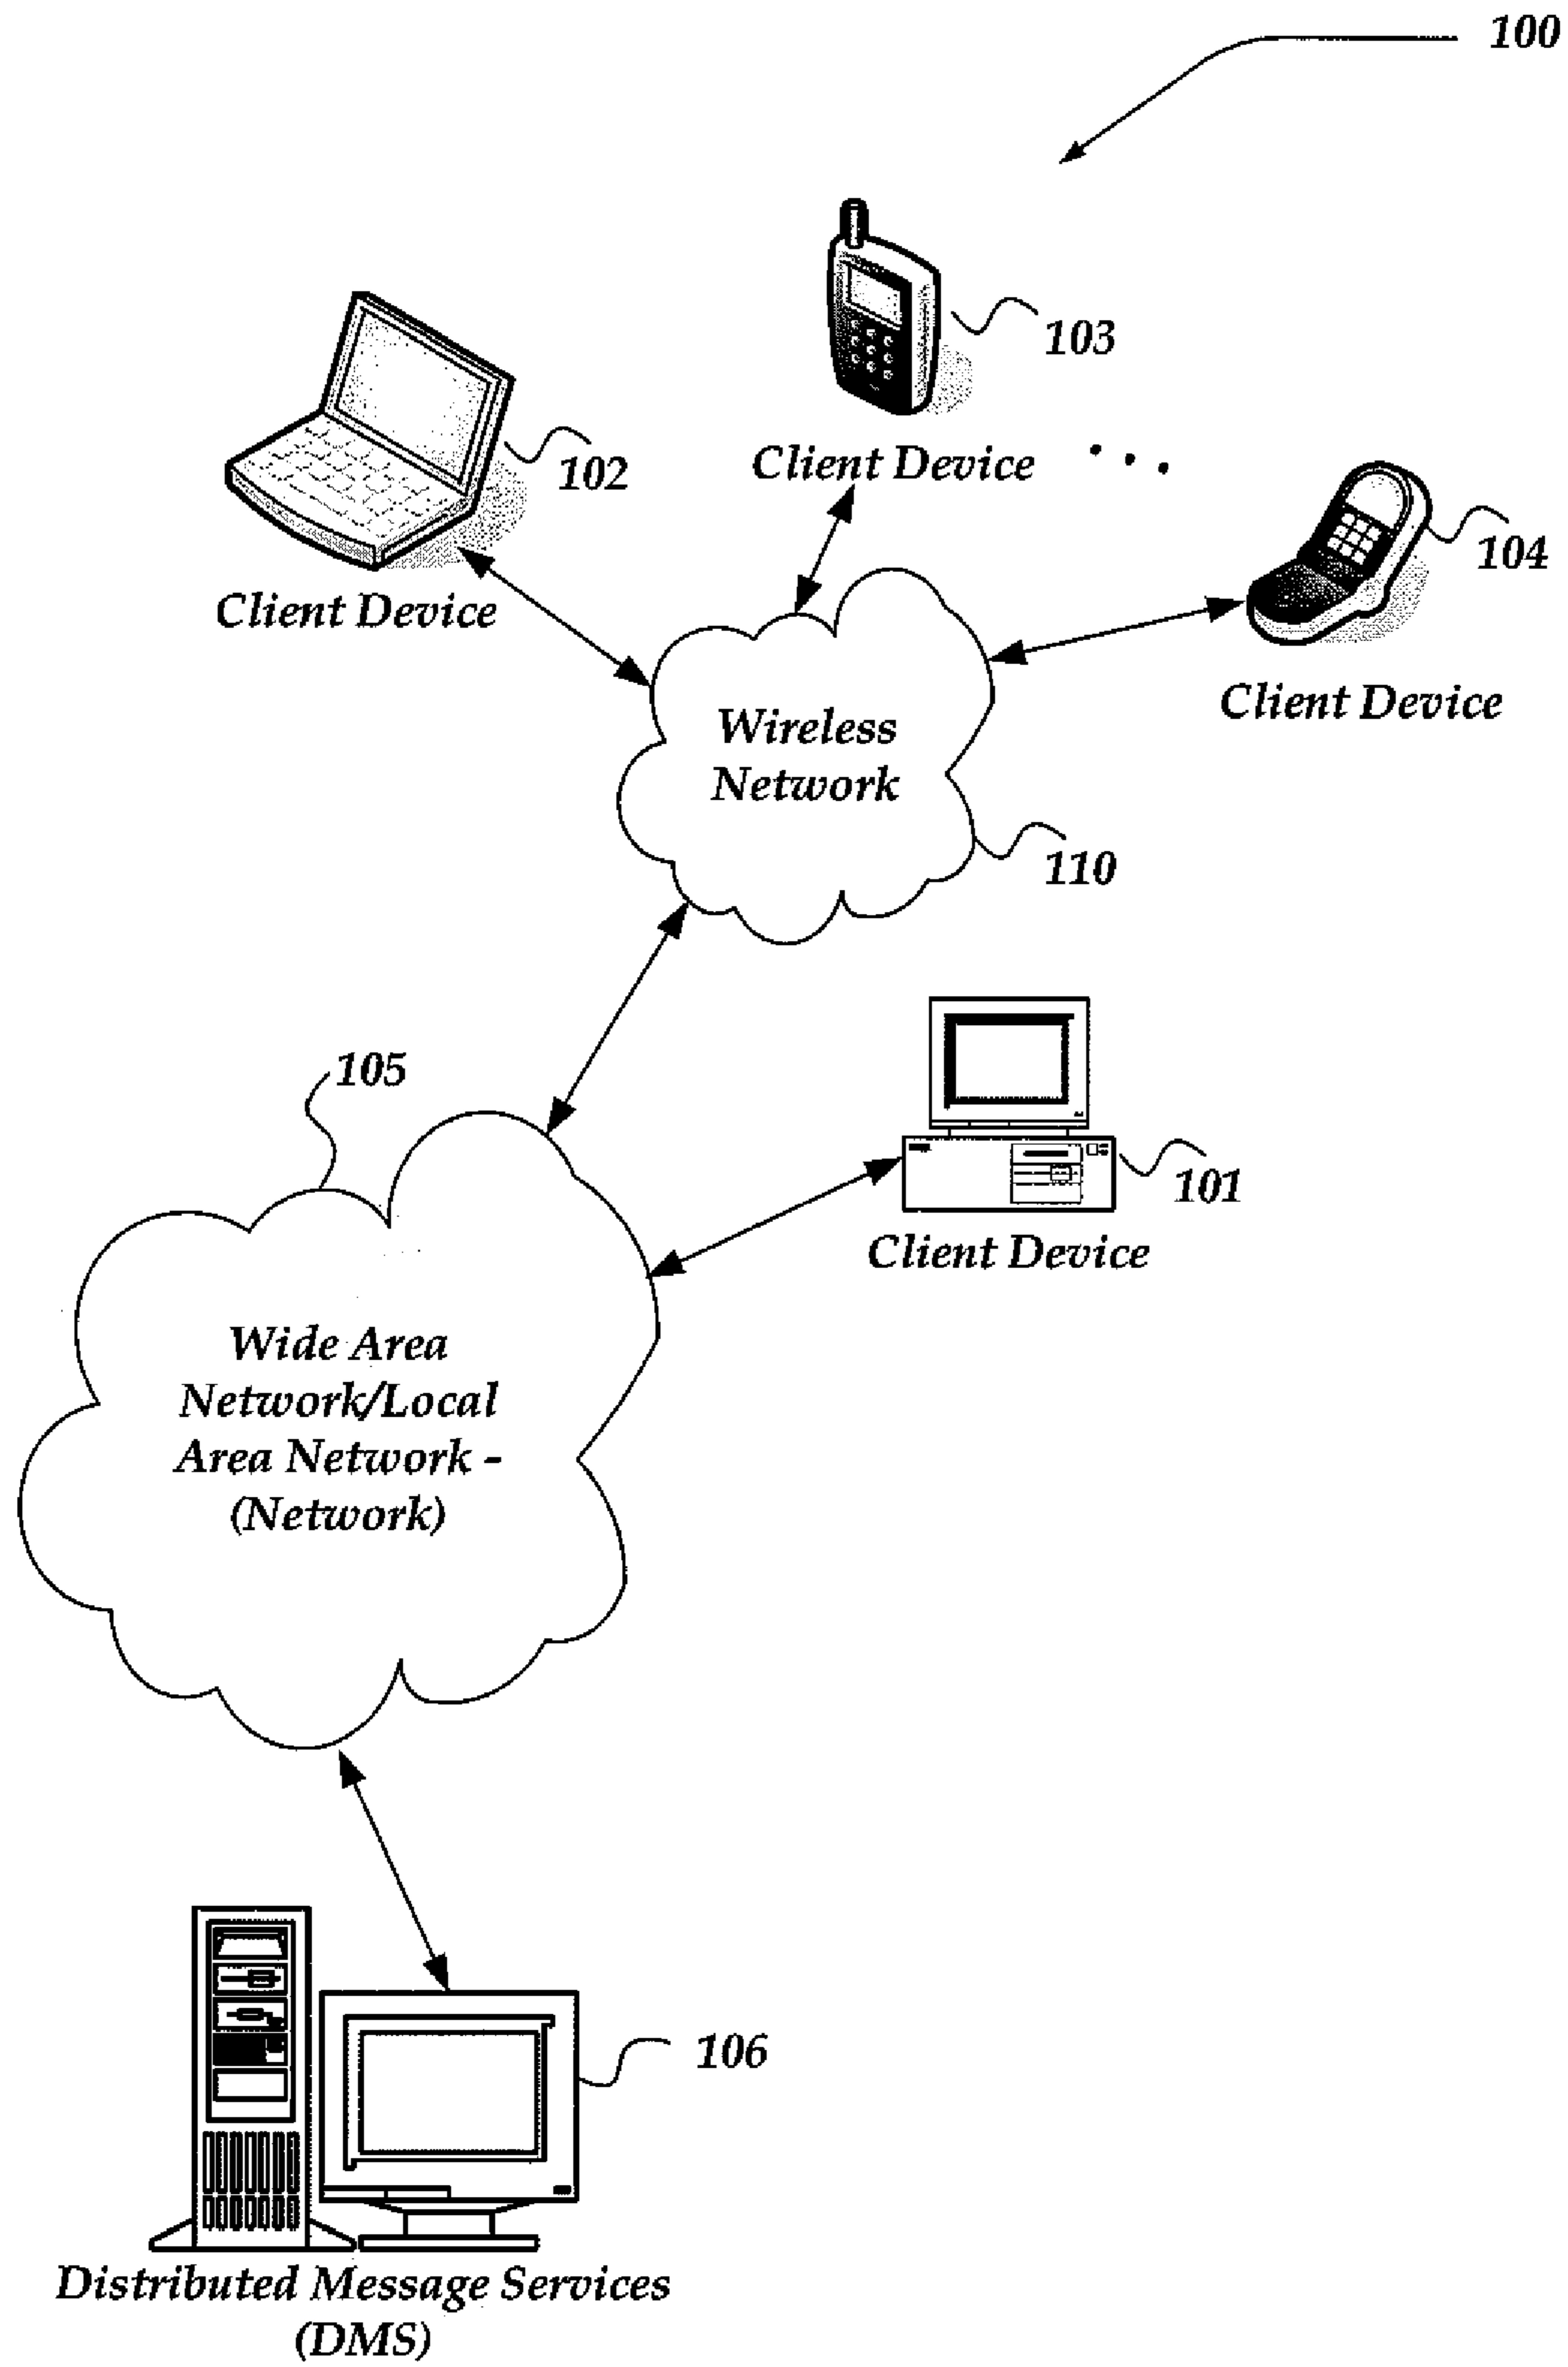 100
103
Client Device
102
Client Device
104
Client Device
Wireless
Network
110
105
101
Client Device
Wide Area
Network/Local
Area Network -
(Network)
106
Distributed Message Services
(DMS)